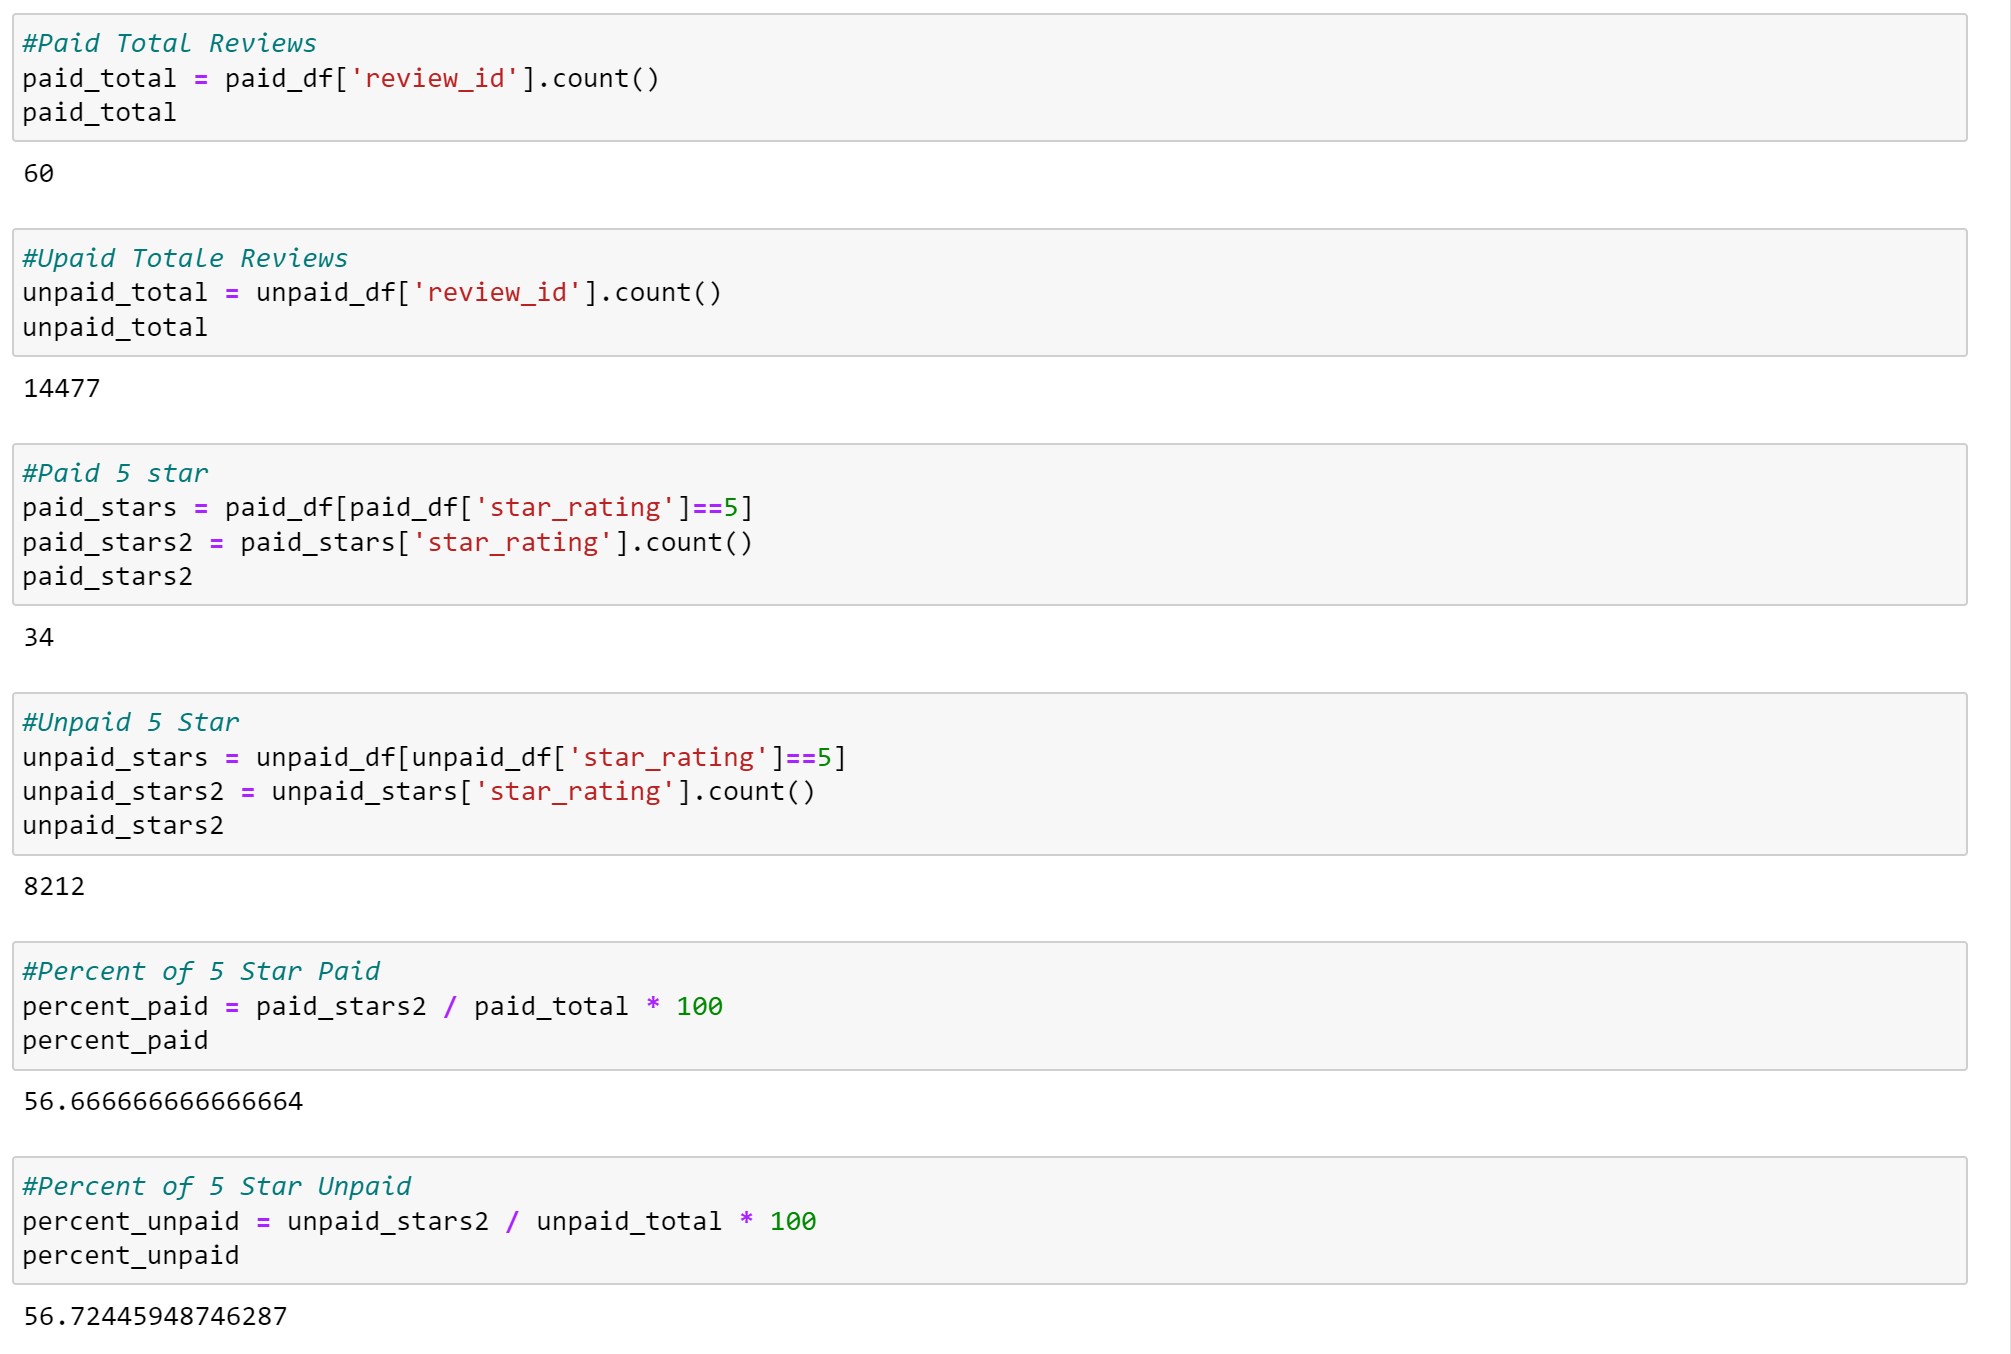 #Paid Total Reviews
paid_total = paid_df['review_id'].count()
paid_total
60
#Upaid Totale Reviews
unpaid_total = unpaid_df['review_id'].count()
unpaid_total
14477
#Paid 5 star
paid_stars = paid_df[paid_df['star_rating']==5]
paid_stars2 = paid_stars['star_rating'].count()
paid_stars2
34
#Unpaid 5 Star
unpaid_stars = unpaid_df[unpaid_df['star_rating']==5]
unpaid_stars2 = unpaid_stars['star_rating'].count()
unpaid_stars2
8212
#Percent of 5 Star Paid
percent_paid = paid_stars2 / paid_total * 100
percent_paid
56.666666666666664
#Percent of 5 Star Unpaid
percent_unpaid = unpaid_stars2 / unpaid_total * 100
percent_unpaid
56.72445948746287